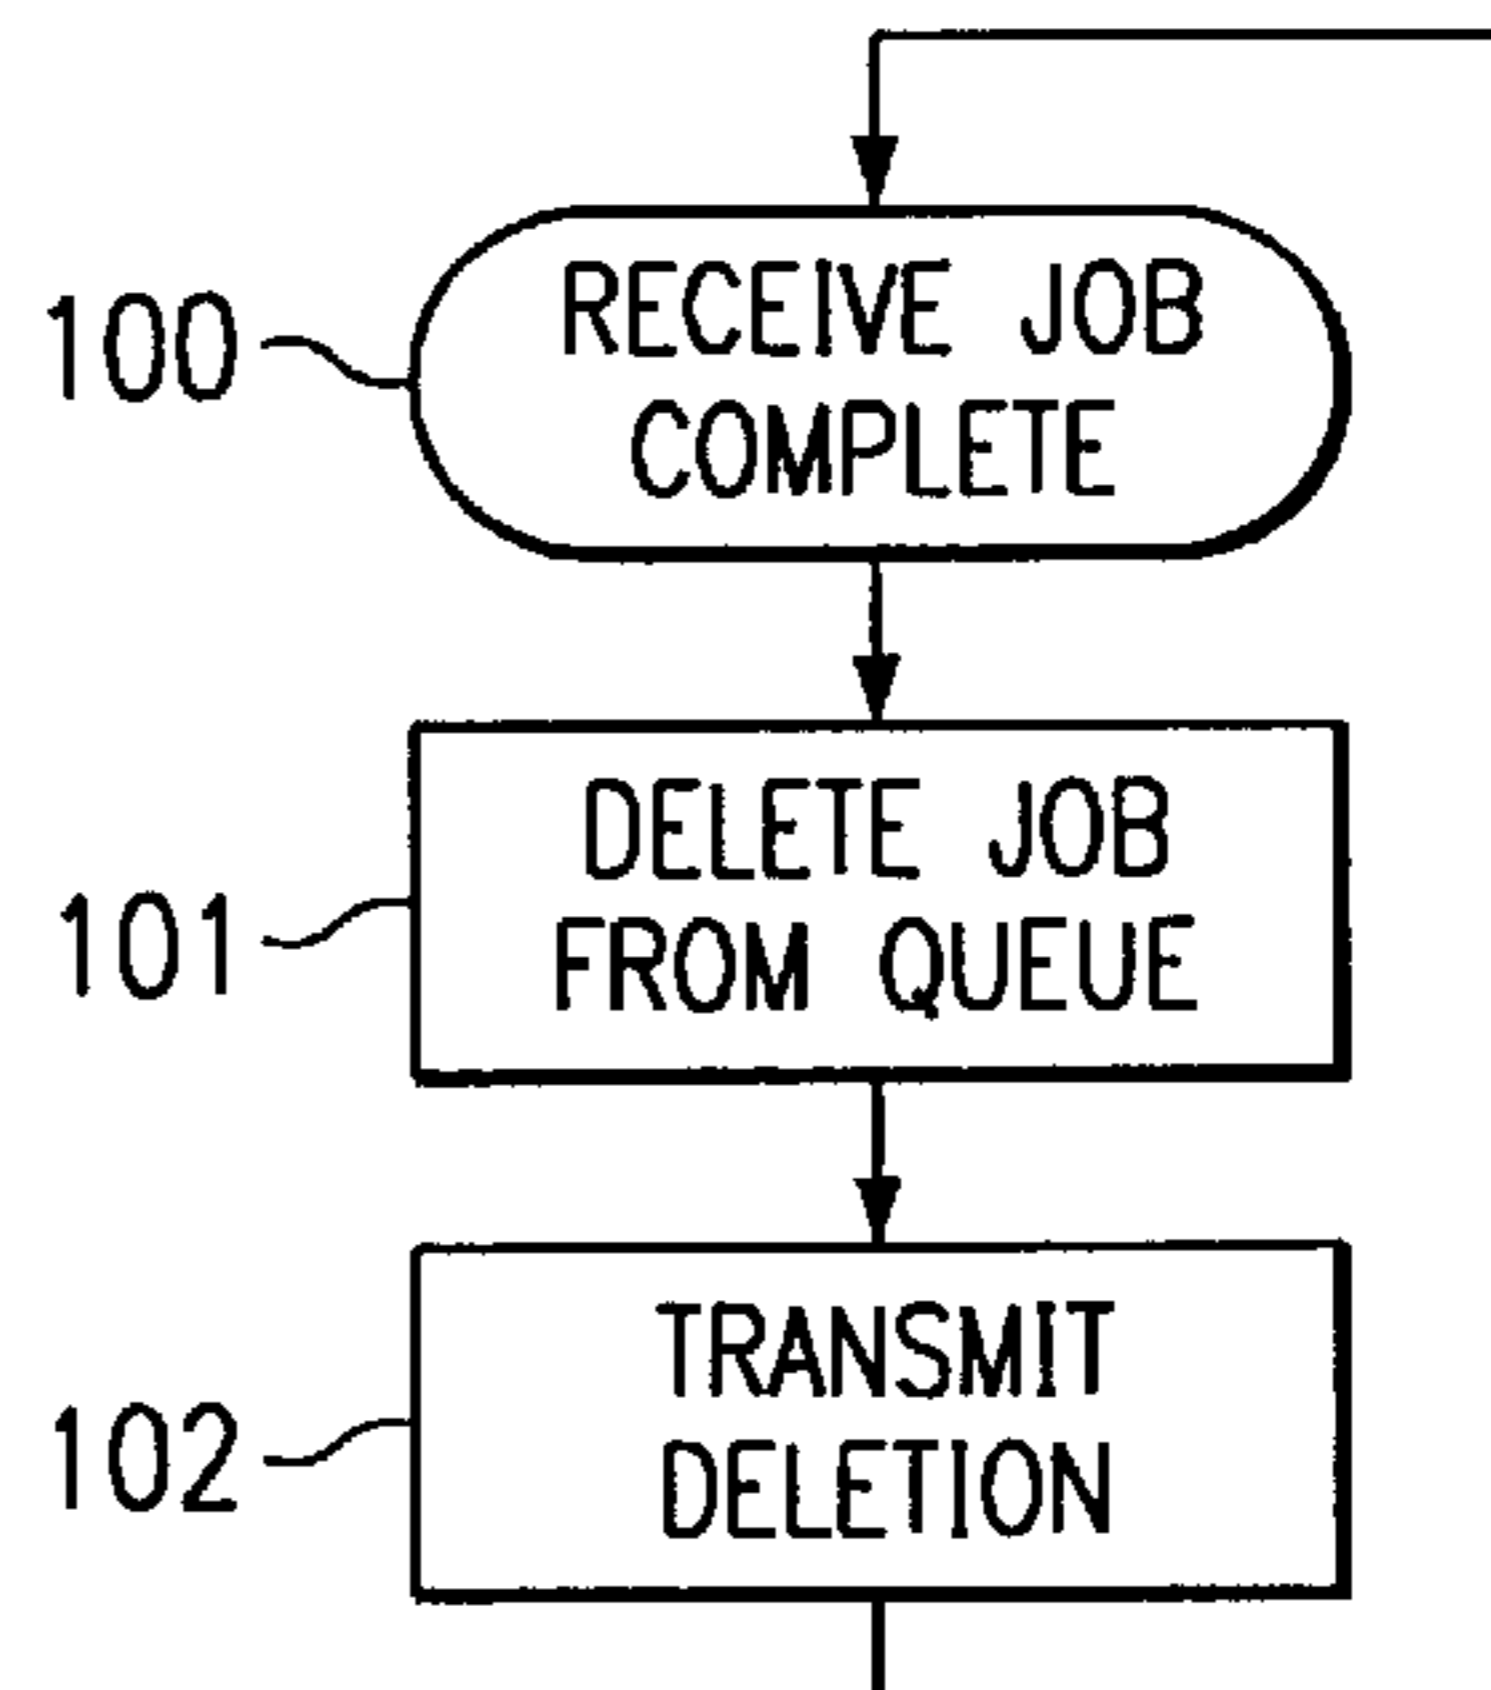 100
RECEIVE JOB
COMPLETE
101
DELETE JOB
FROM QUEUE
102
TRANSMIT
DELETION